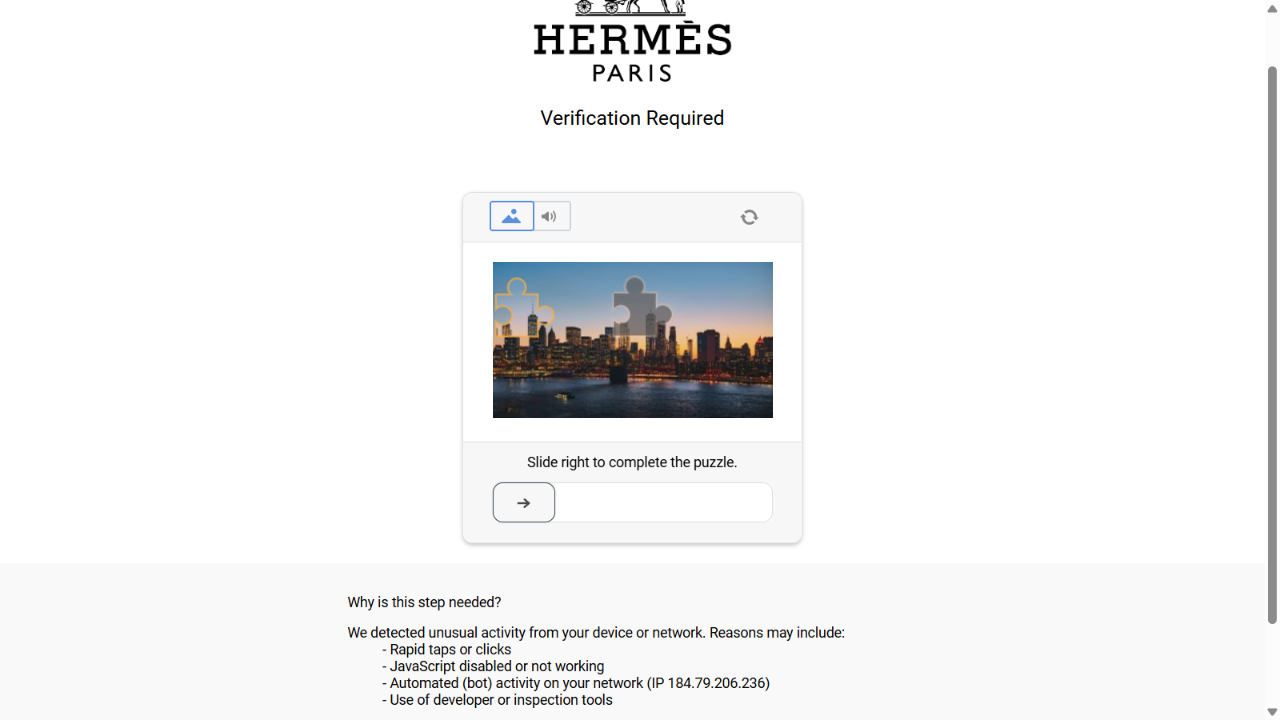 HERMÈS
PARIS
Verification Required
Slide right to complete the puzzle.
Why is this step needed?
We detected unusual activity from your device or network. Reasons may include:
- Rapid taps or clicks
- JavaScript disabled or not working
- Automated (bot) activity on your network (IP 184.79.206.236)
- Use of developer or inspection tools